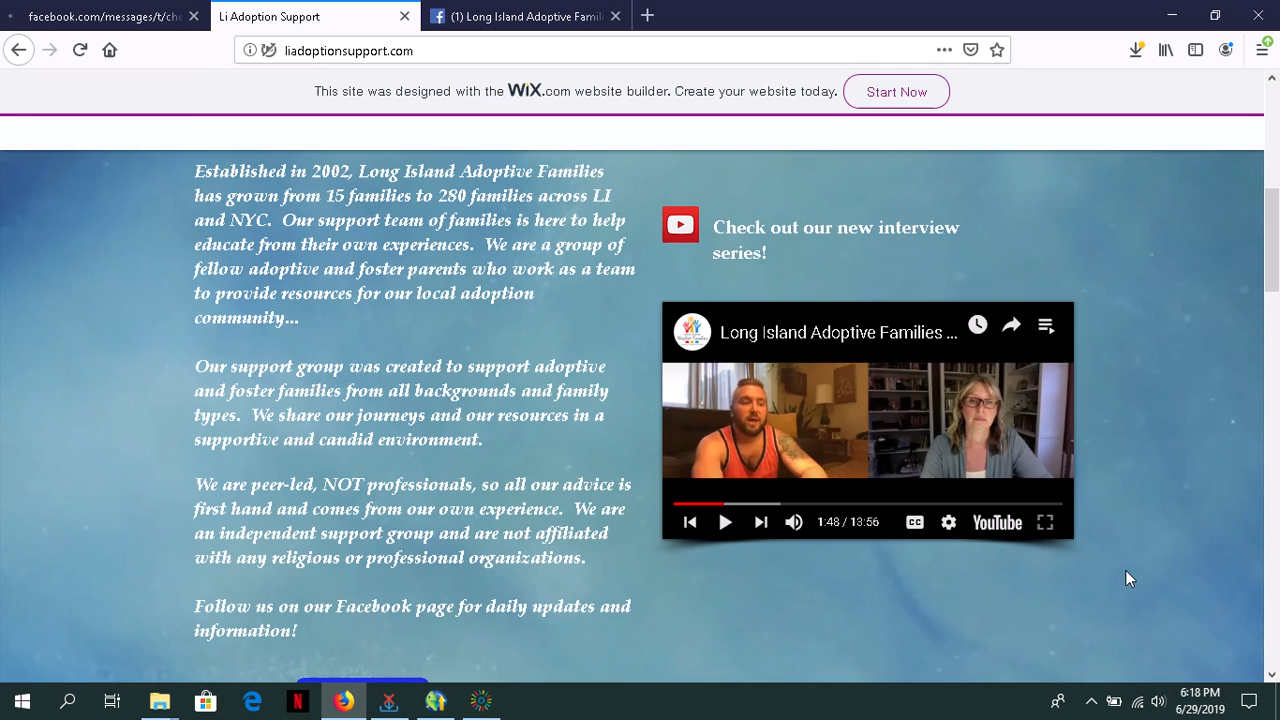 facebook.com/messages/t/che
Li Adoption Support
(1) Long Island Adoptive Famili
liadoptionsupport.com
This site was designed with the WiX.com website builder. Create your website today.
Start Now
Established in 2002, Long Island Adoptive Families
has grown from 15 families to 280 families across LI
and NYC. Our support team of families is here to help
educate from their own experiences. We are a group of
fellow adoptive and foster parents who work as a team
to provide resources for our local adoption
community...
Our support group was created to support adoptive
and foster families from all backgrounds and family
types. We share our journeys and our resources in a
supportive and candid environment.
We are peer-led, NOT professionals, so all our advice is
first hand and comes from our own experience. We are
an independent support group and are not affiliated
with any religious or professional organizations.
Follow us on our Facebook page for daily updates and
information!
Check out our new interview
series!
Long Island Adoptive Families ...
1:48 / 13:56
CC
YouTube
6:18 PM
6/29/2019